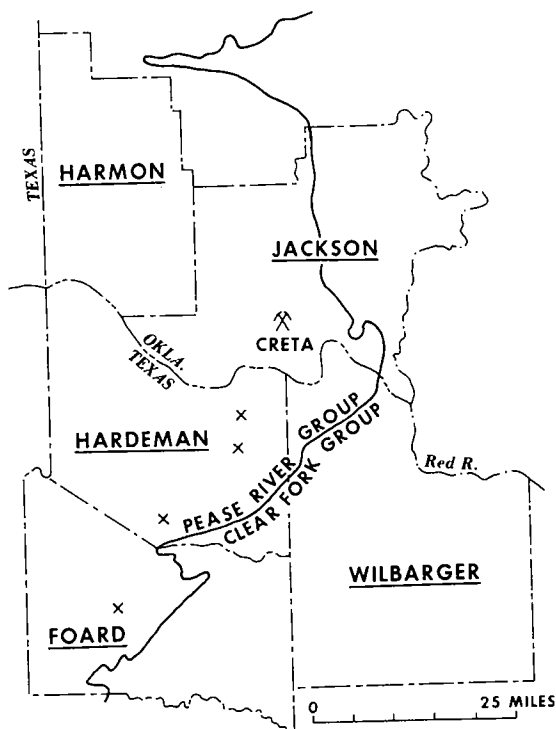 HARMON
TEXAS
JACKSON
CRETA
OKLA.
TEXAS
HARDEMAN
PEASE RIVER GROUP
CLEAR FORK GROUP
Red R.
WILBARGER
FOARD
0 25 MILES